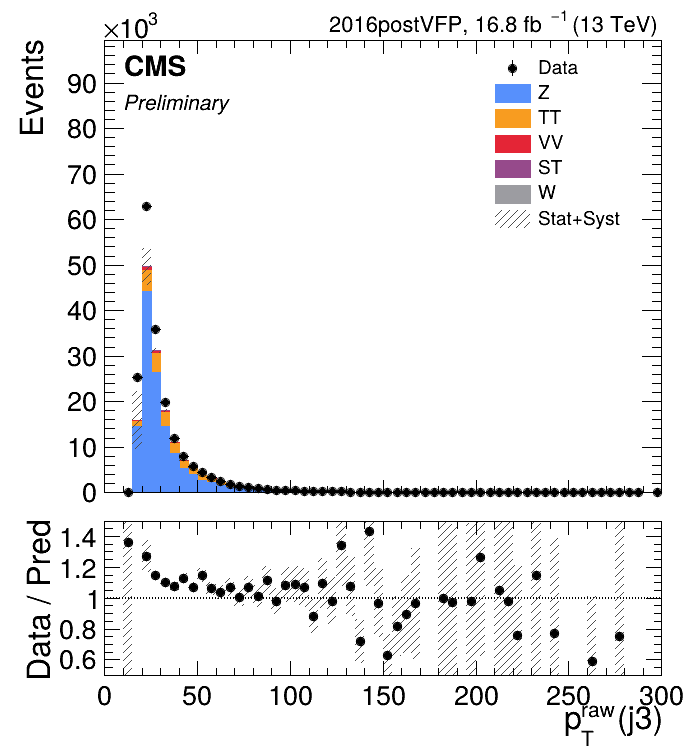 ×10³
2016postVFP, 16.8 fb⁻¹ (13 TeV)
Events
CMS
Preliminary
Data
Z
TT
VV
ST
W
Stat+Syst
90
80
70
60
50
40
30
20
10
0
Data / Pred
1.4
1.2
1
0.8
0.6
0 50 100 150 200 250 300
p_T^raw(j3)